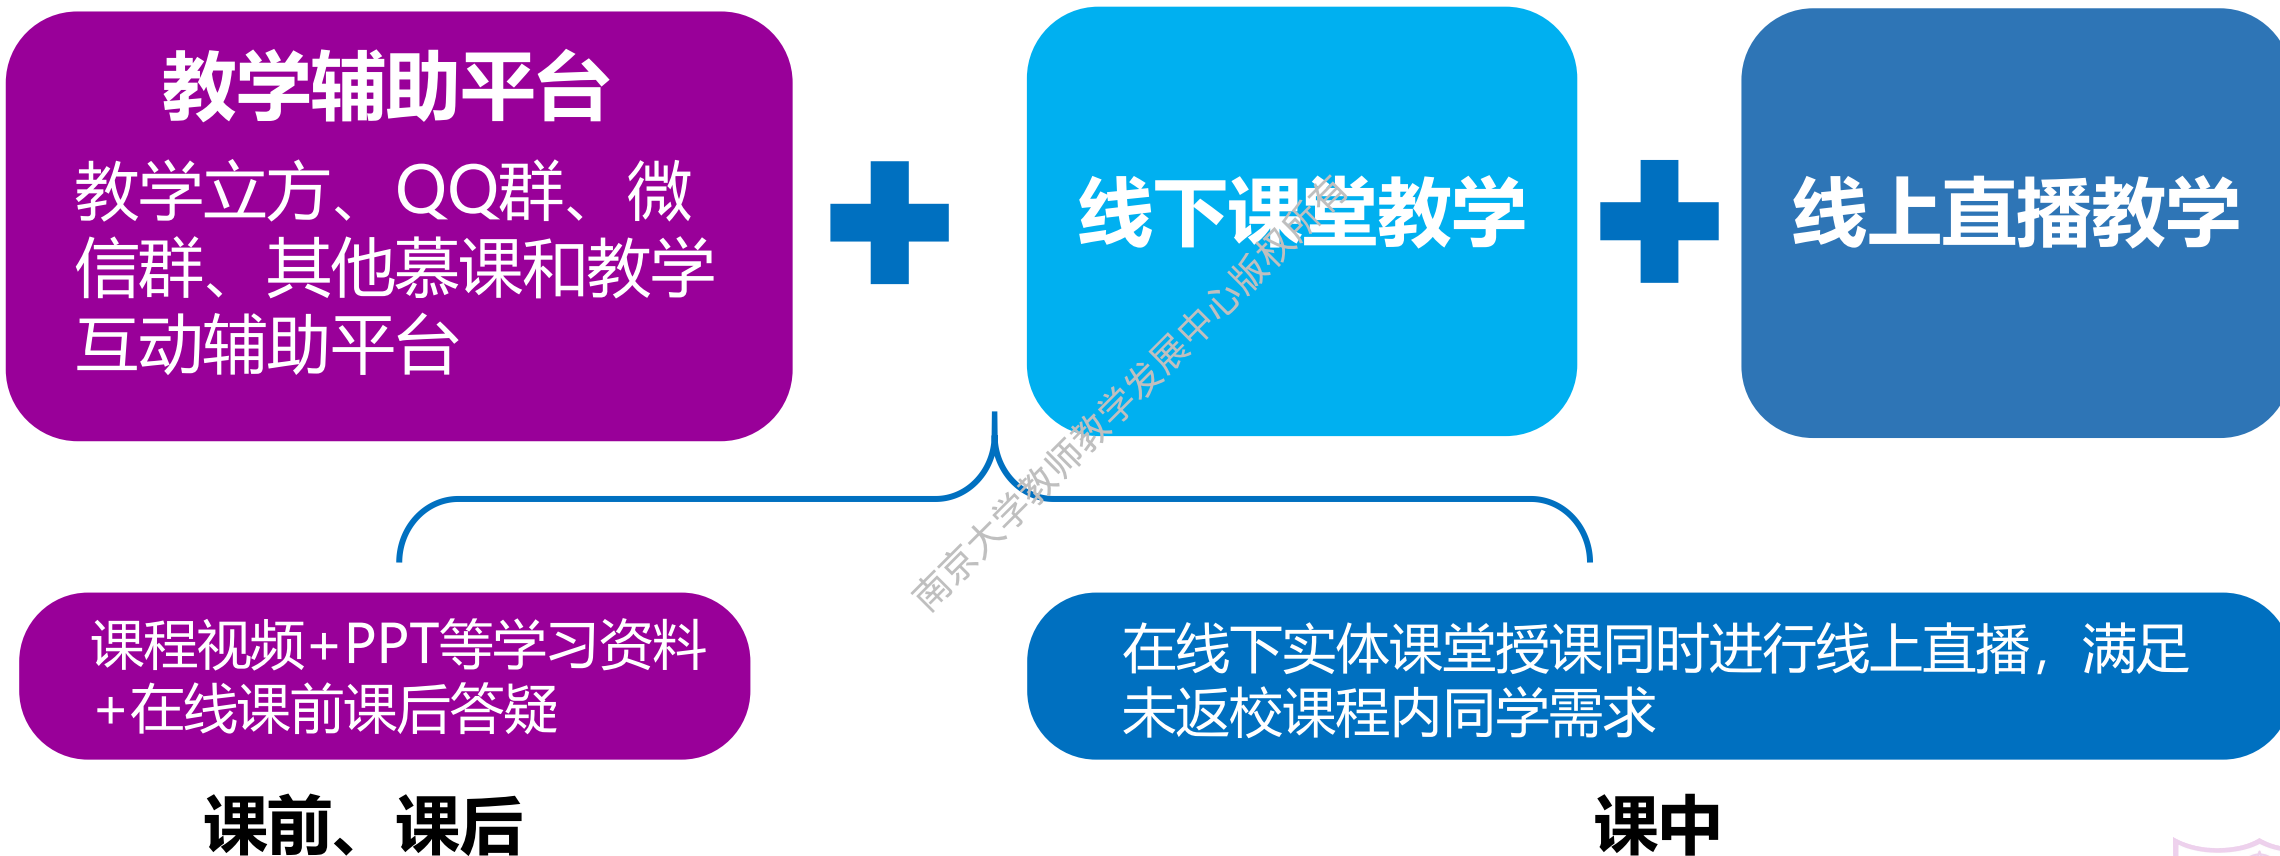 教学辅助平台
教学立方、QQ群、微
信群、其他慕课和教学
互动辅助平台
线下课堂教学
线上直播教学
南京大学教师教学发展中心版权所有
课程视频+PPT等学习资料
+在线课前课后答疑
在线下实体课堂授课同时进行线上直播，满足
未返校课程内同学需求
课前、课后
课中